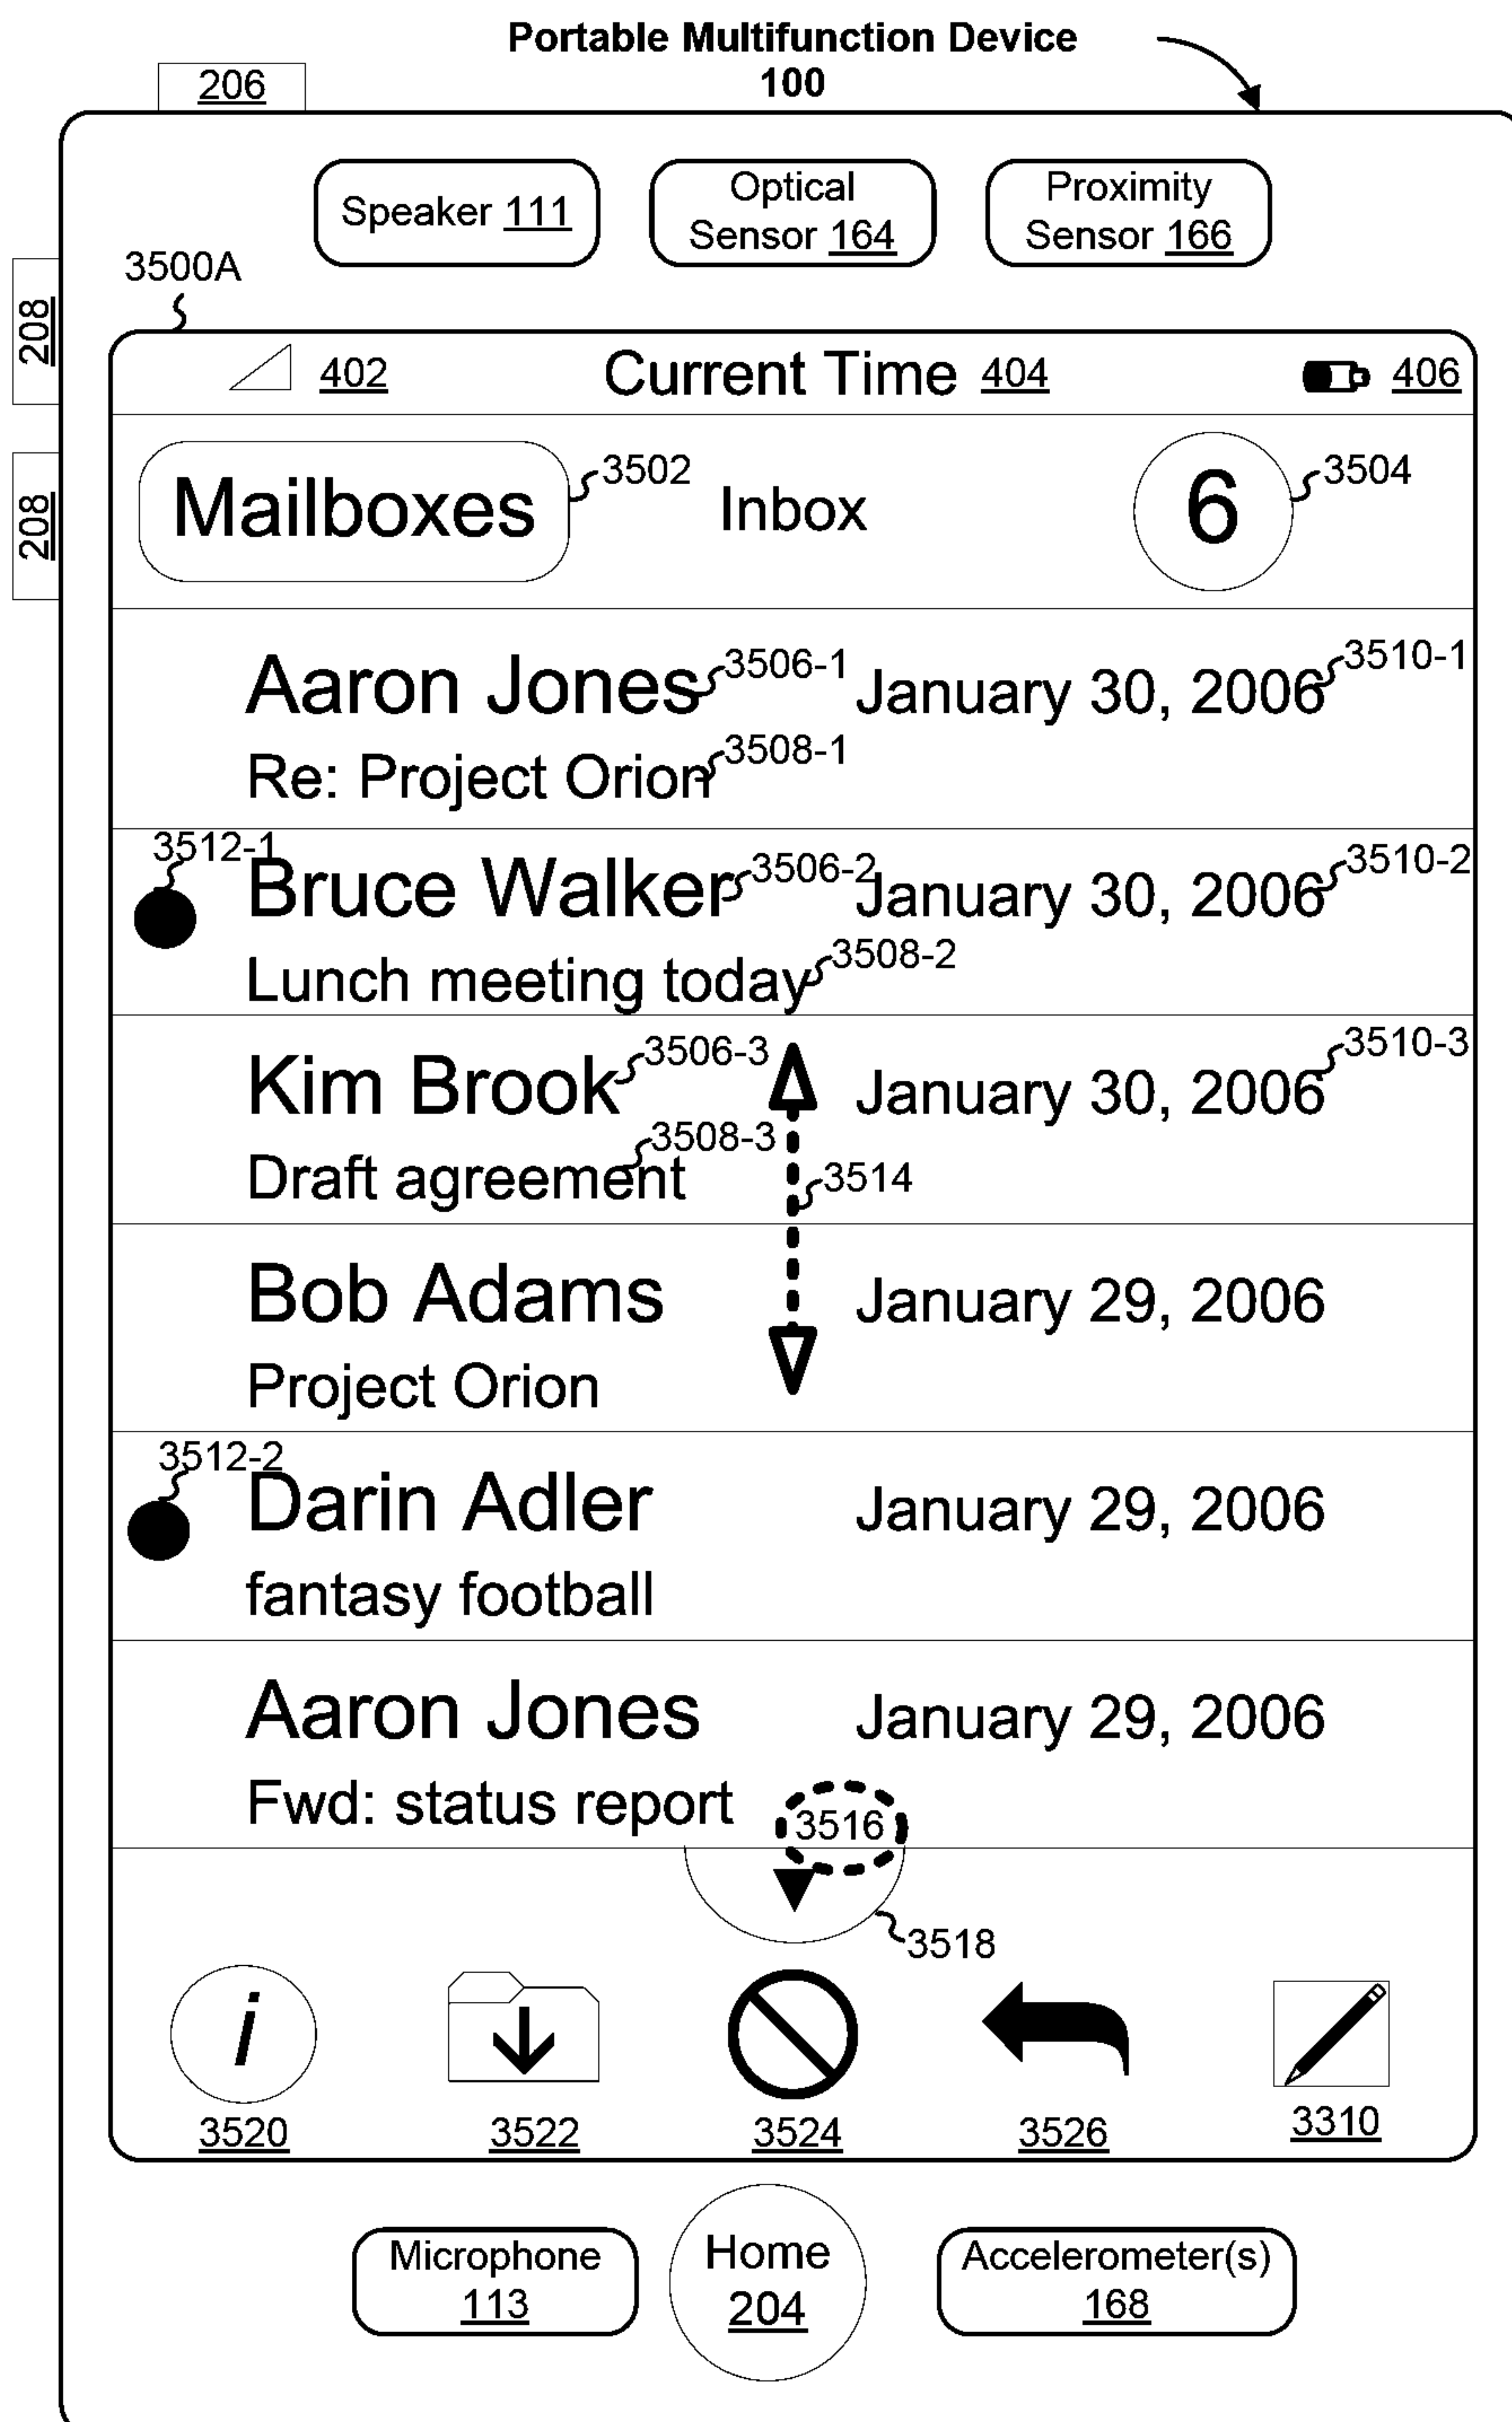 Portable Multifunction Device
100
206
Speaker 111
Optical
Sensor 164
Proximity
Sensor 166
3500A
208
208
402
Current Time 404
406
Mailboxes
3502
Inbox
6
3504
Aaron Jones
3506-1
January 30, 2006
3510-1
Re: Project Orion
3508-1
3512-1
Bruce Walker
3506-2
January 30, 2006
3510-2
Lunch meeting today
3508-2
Kim Brook
3506-3
January 30, 2006
3510-3
Draft agreement
3508-3
3514
Bob Adams
January 29, 2006
Project Orion
3512-2
Darin Adler
January 29, 2006
fantasy football
Aaron Jones
January 29, 2006
Fwd: status report
3516
3518
i
3520
3522
3524
3526
3310
Microphone
113
Home
204
Accelerometer(s)
168